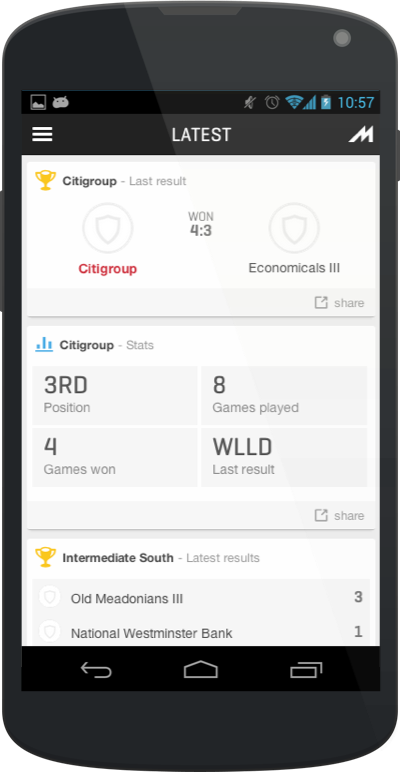 10:57
LATEST
Citigroup - Last result
WON
4:3
Citigroup
Economicals III
share
Citigroup - Stats
3RD
Position
8
Games played
4
Games won
WLLD
Last result
share
Intermediate South - Latest results
Old Meadonians III 3
National Westminster Bank 1